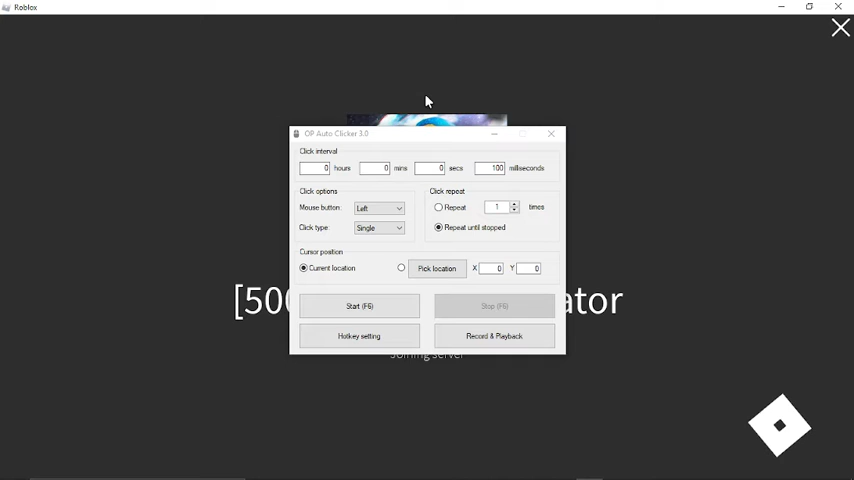 Roblox
OP Auto Clicker 3.0
Click interval
0 hours 0 mins 0 secs 100 milliseconds
Click options
Mouse button: Left
Click type: Single
Click repeat
Repeat 1 times
Repeat until stopped
Cursor position
Current location Pick location X 0 Y 0
[500 ator
Start (F6) Stop (F6)
Hotkey setting Record & Playback
Joining server